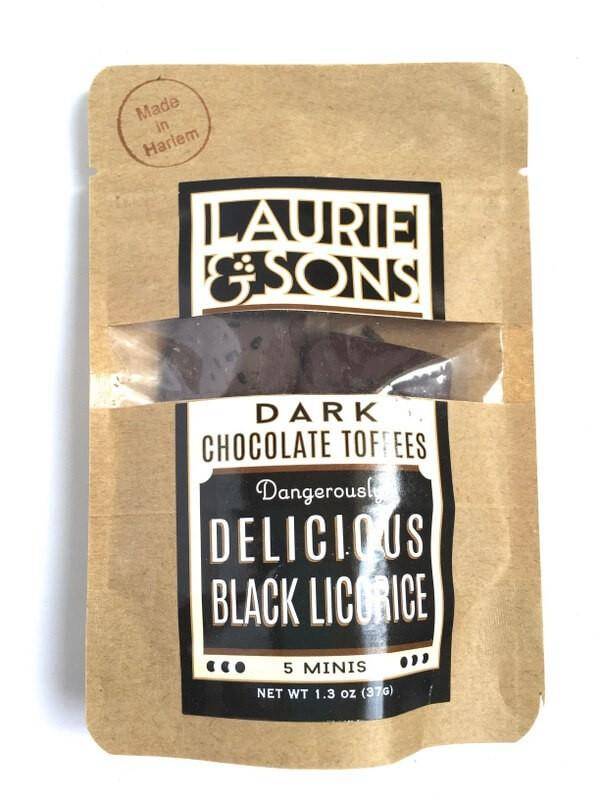 Made
in
Harlem
LAURIE
& SONS
DARK
CHOCOLATE TOFFEES
Dangerously
DELICIOUS
BLACK LICORICE
5 MINIS
NET WT 1.3 oz (37G)